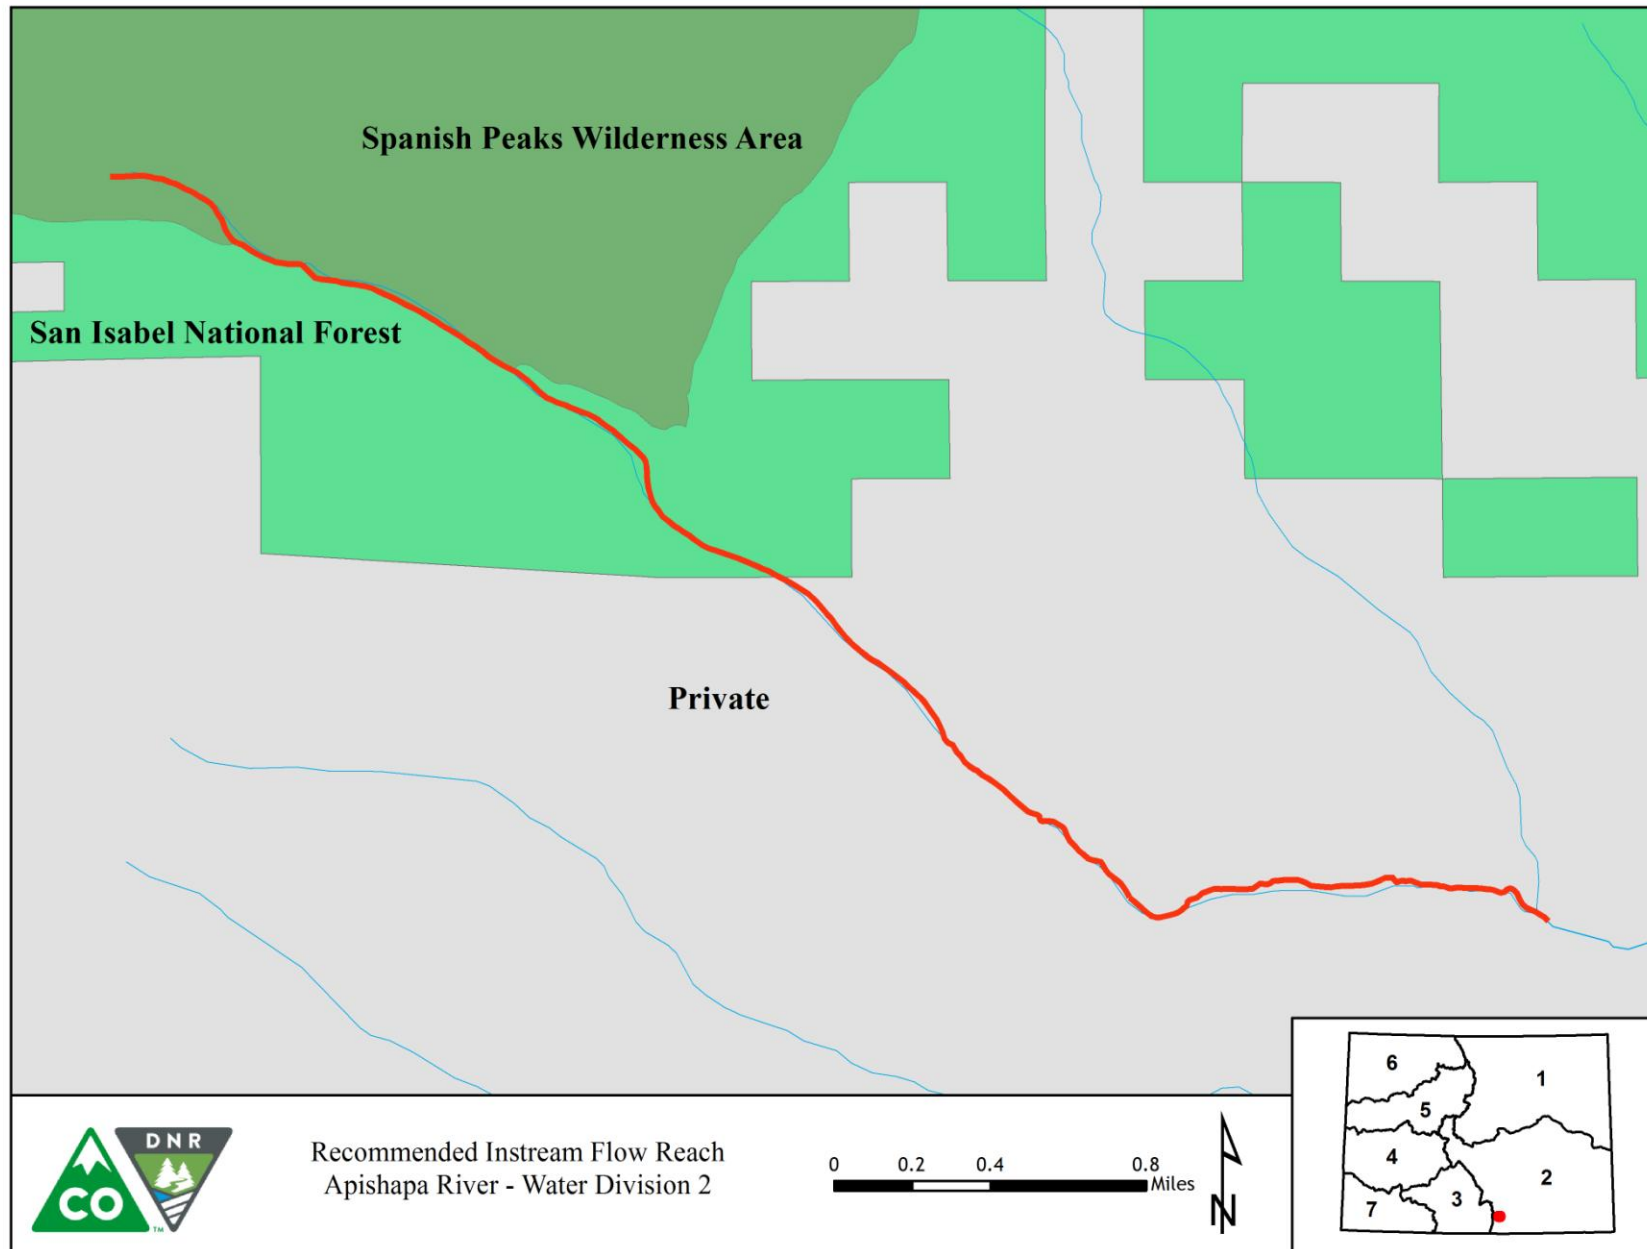 Spanish Peaks Wilderness Area
San Isabel National Forest
Private
DNR
CO
TM
Recommended Instream Flow Reach
Apishapa River - Water Division 2
0 0.2 0.4 0.8
Miles
N
6
1
5
4
2
3
7